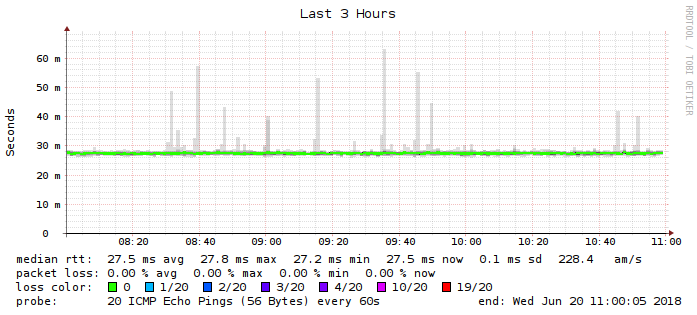 Last 3 Hours
RRDTOOL / TOBI OETIKER
Seconds
60 m
50 m
40 m
30 m
20 m
10 m
0
08:20 08:40 09:00 09:20 09:40 10:00 10:20 10:40 11:00
median rtt: 27.5 ms avg 27.8 ms max 27.2 ms min 27.5 ms now 0.1 ms sd 228.4 am/s
packet loss: 0.00 % avg 0.00 % max 0.00 % min 0.00 % now
loss color: 0 1/20 2/20 3/20 4/20 10/20 19/20
probe: 20 ICMP Echo Pings (56 Bytes) every 60s end: Wed Jun 20 11:00:05 2018